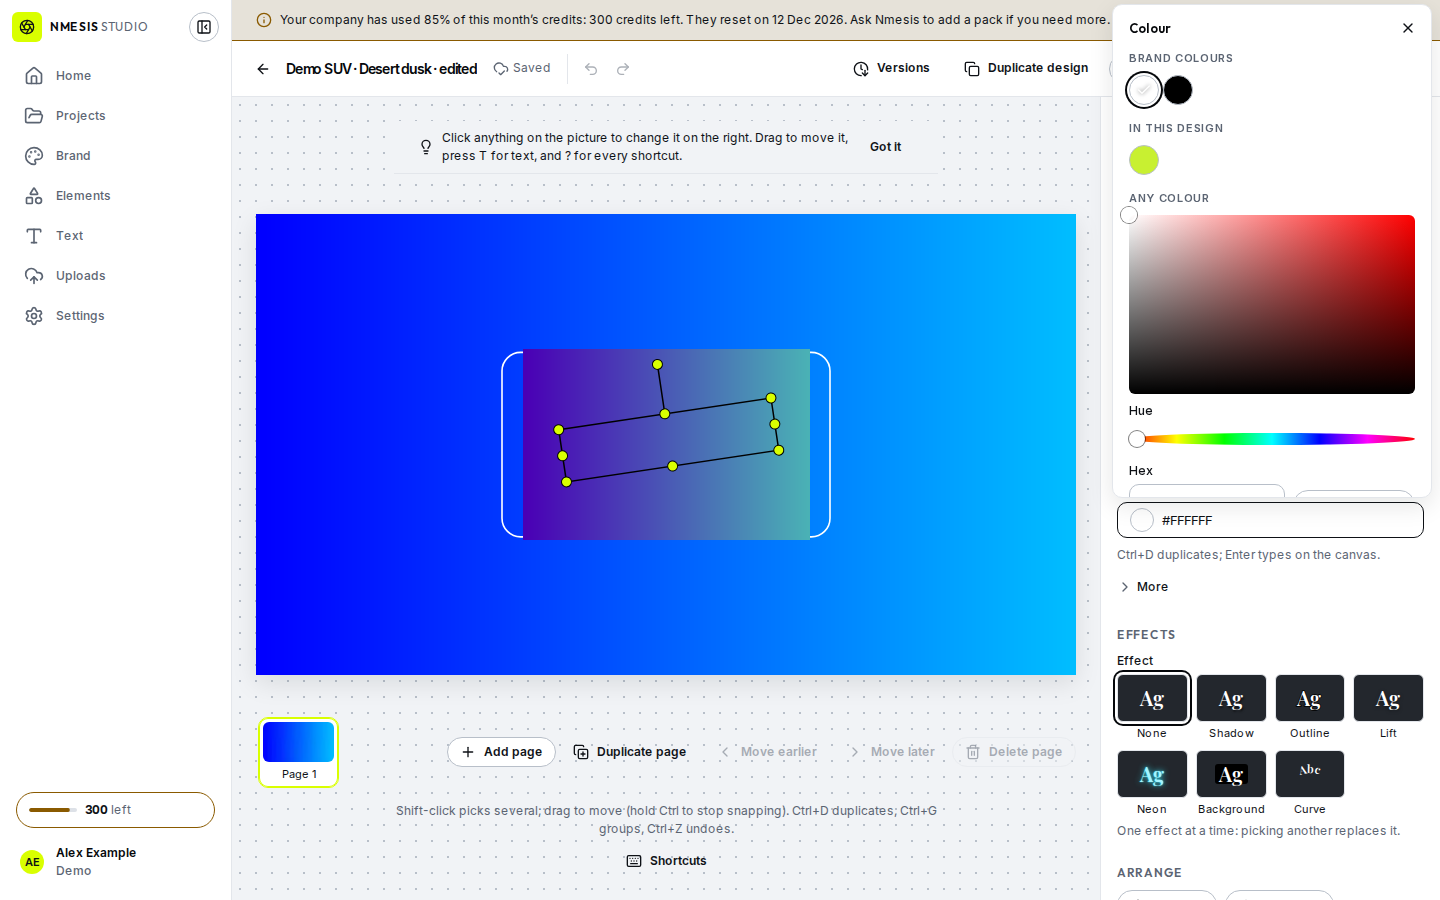 NMESIS STUDIO
Home
Projects
Brand
Elements
Text
Uploads
Settings
300 left
AE
Alex Example
Demo
Your company has used 85% of this month's credits: 300 credits left. They reset on 12 Dec 2026. Ask Nmesis to add a pack if you need more.
Demo SUV · Desert dusk · edited
Saved
Versions
Duplicate design
Click anything on the picture to change it on the right. Drag to move it,
press T for text, and ? for every shortcut.
Got it
Page 1
Add page
Duplicate page
Move earlier
Move later
Delete page
Shift-click picks several; drag to move (hold Ctrl to stop snapping). Ctrl+D duplicates; Ctrl+G
groups, Ctrl+Z undoes.
Shortcuts
Colour
BRAND COLOURS
IN THIS DESIGN
ANY COLOUR
Hue
Hex
#FFFFFF
Ctrl+D duplicates; Enter types on the canvas.
More
EFFECTS
Effect
Ag
Ag
Ag
Ag
None
Shadow
Outline
Lift
Ag
Ag
Abc
Neon
Background
Curve
One effect at a time: picking another replaces it.
ARRANGE